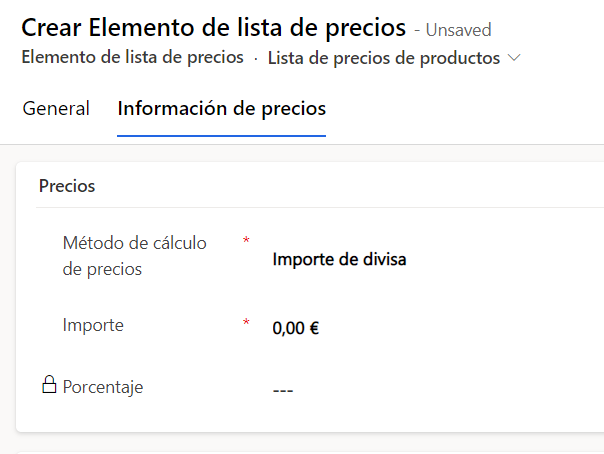 Crear Elemento de lista de precios - Unsaved
Elemento de lista de precios · Lista de precios de productos
General Información de precios
Precios
Método de cálculo * Importe de divisa
de precios
Importe * 0,00 €
Porcentaje ---